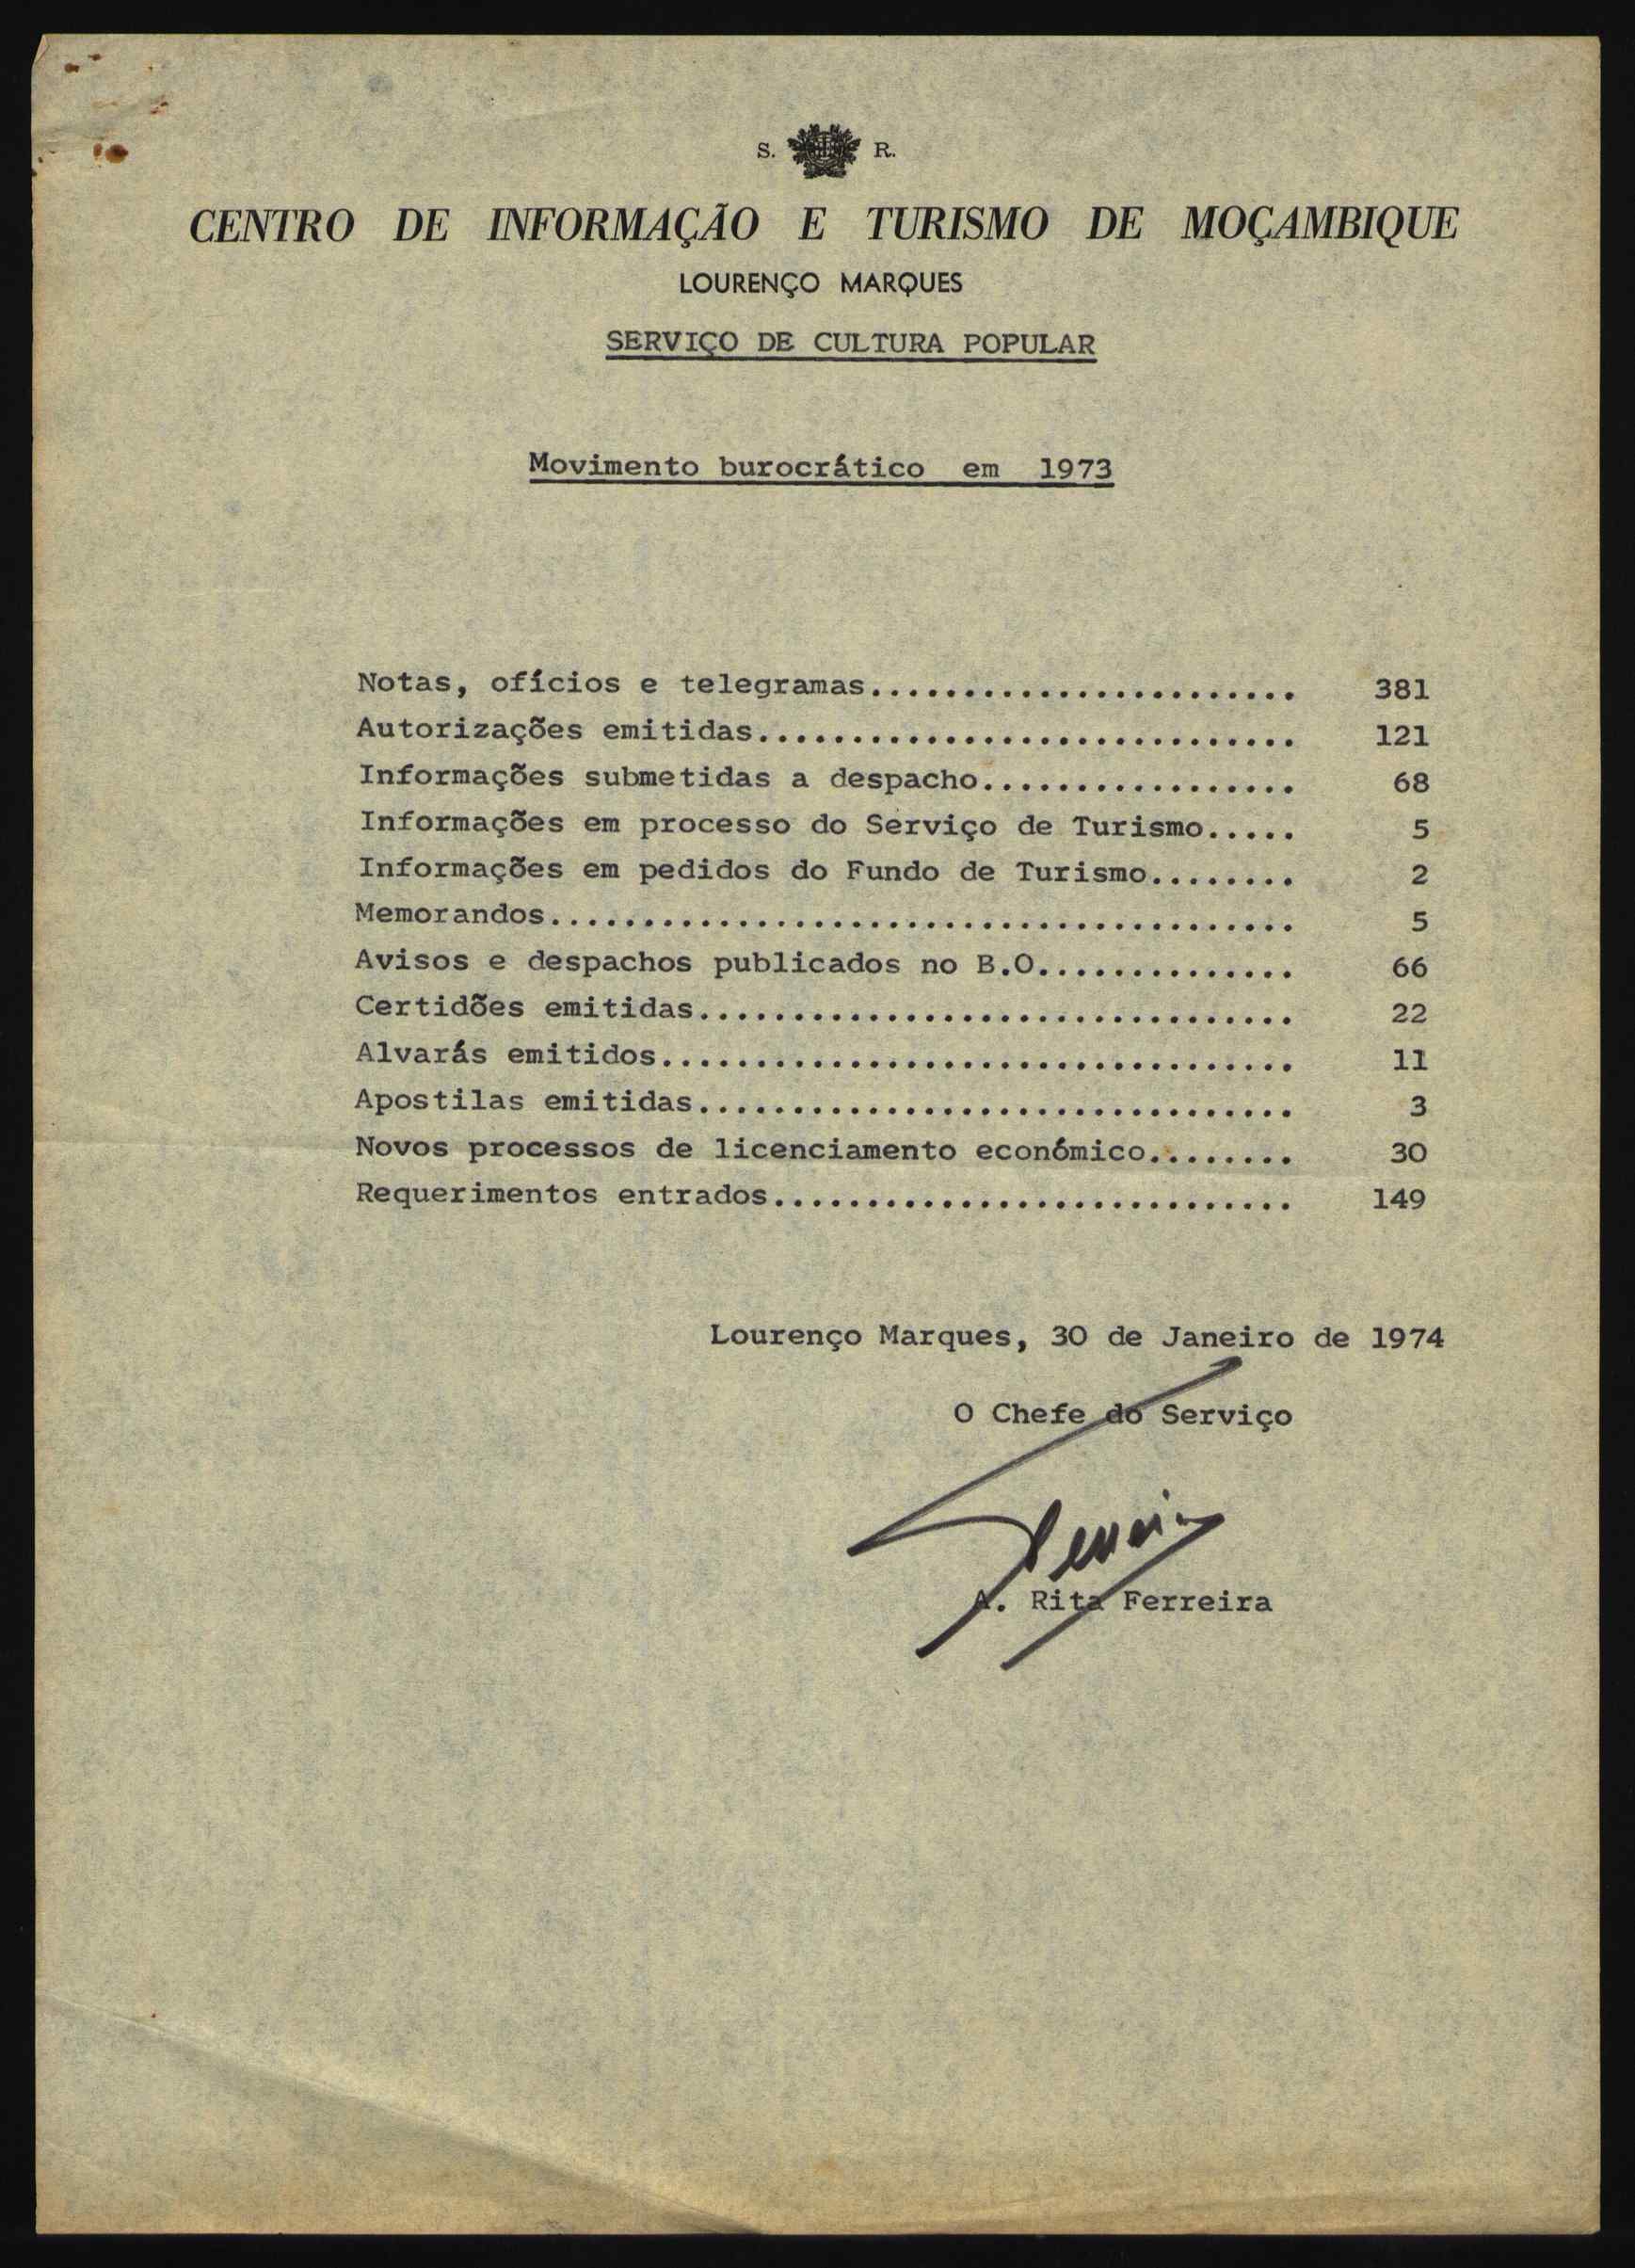 S. R.
CENTRO DE INFORMAÇÃO E TURISMO DE MOÇAMBIQUE
LOURENÇO MARQUES
SERVIÇO DE CULTURA POPULAR
Movimento burocrático em 1973
Notas, ofícios e telegramas....................... 381
Autorizações emitidas............................. 121
Informações submetidas a despacho................. 68
Informações em processo do Serviço de Turismo..... 5
Informações em pedidos do Fundo de Turismo........ 2
Memorandos........................................ 5
Avisos e despachos publicados no B.O.............. 66
Certidões emitidas................................ 22
Alvarás emitidos.................................. 11
Apostilas emitidas................................ 3
Novos processos de licenciamento económico........ 30
Requerimentos entrados............................ 149
Lourenço Marques, 30 de Janeiro de 1974
O Chefe do Serviço
Ferreira
A. Rita Ferreira